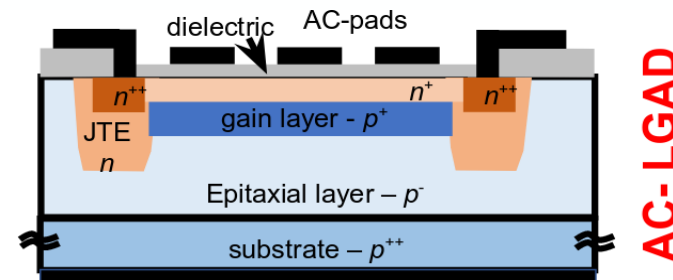 dielectric AC-pads
n++ n+ n++
gain layer - p+
JTE
n
Epitaxial layer – p-
substrate – p++
AC- LGAD